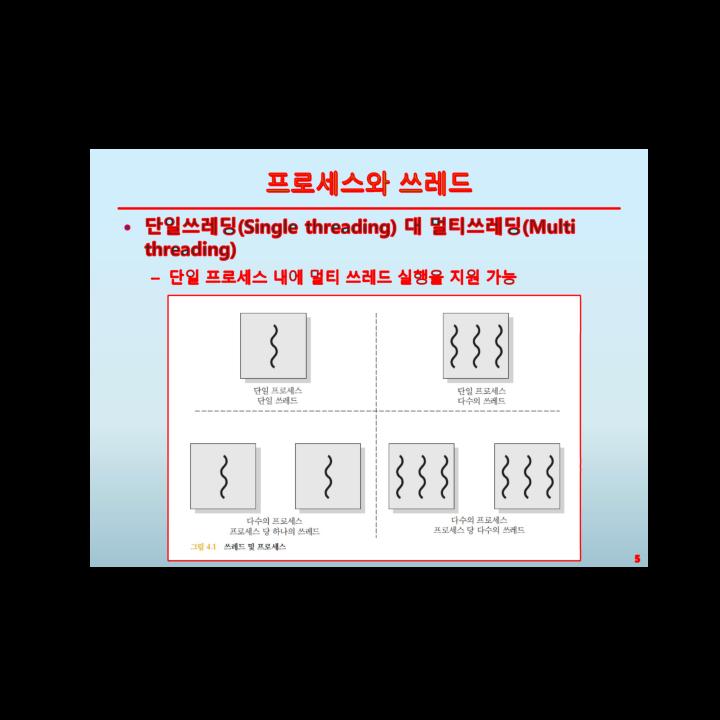 프로세스와 쓰레드
• 단일쓰레딩(Single threading) 대 멀티쓰레딩(Multi
threading)
– 단일 프로세스 내에 멀티 쓰레드 실행을 지원 가능
단일 프로세스
단일 쓰레드
단일 프로세스
다수의 쓰레드
다수의 프로세스
프로세스 당 하나의 쓰레드
다수의 프로세스
프로세스 당 다수의 쓰레드
그림 4.1 쓰레드 및 프로세스
5